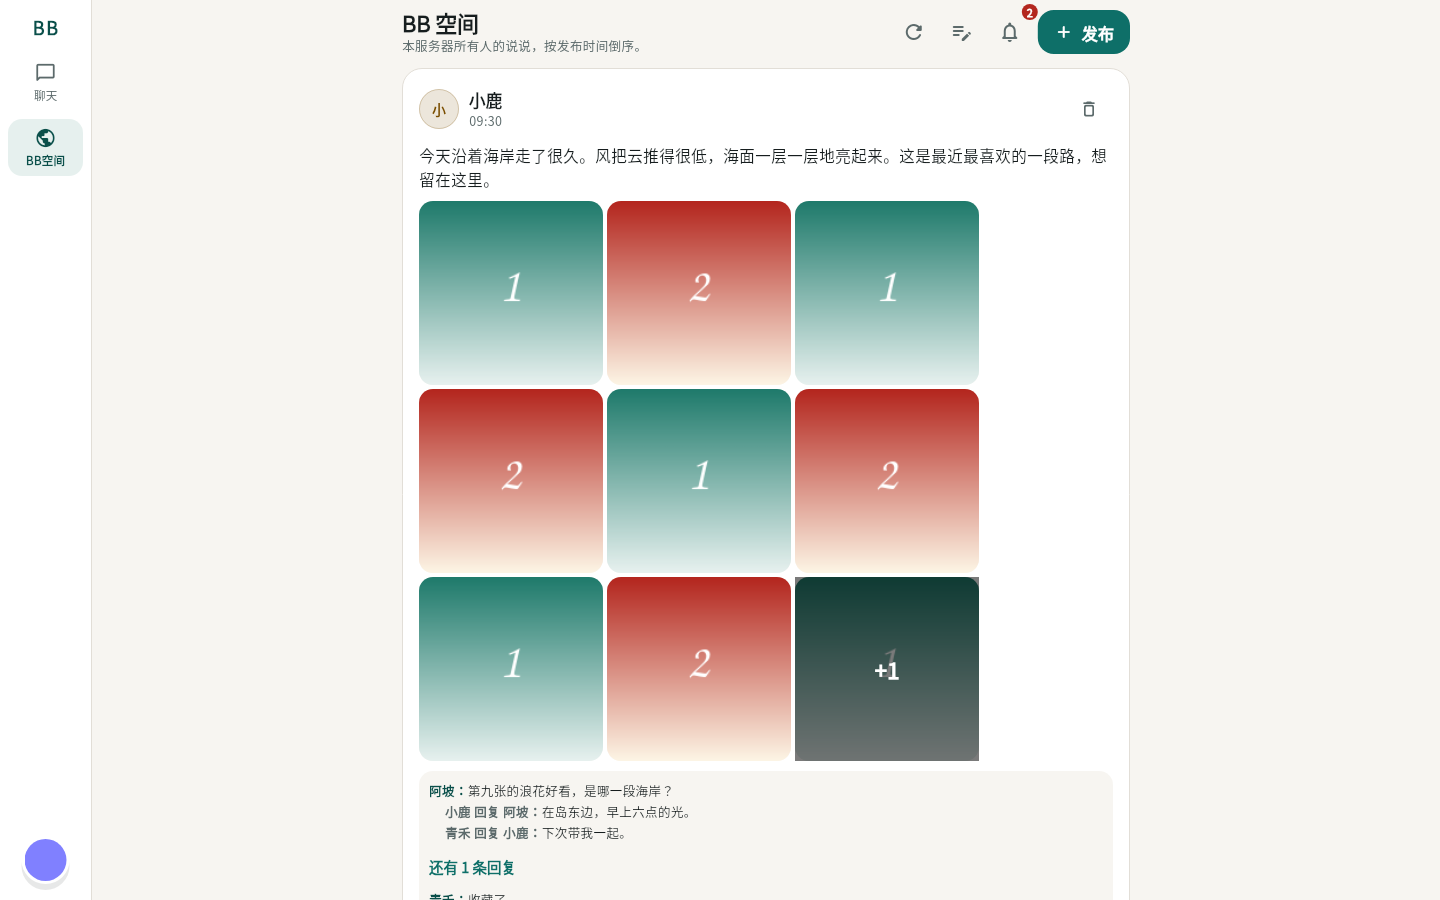 BB
聊天
BB空间
BB 空间
本服务器所有人的说说，按发布时间倒序。
2
发布
小
小鹿
09:30
今天沿着海岸走了很久。风把云推得很低，海面一层一层地亮起来。这是最近最喜欢的一段路，想
留在这里。
1
2
1
2
1
2
1
2
1
+1
阿坡：第九张的浪花好看，是哪一段海岸？
小鹿 回复 阿坡：在岛东边，早上六点的光。
青禾 回复 小鹿：下次带我一起。
还有 1 条回复
青禾：收藏了